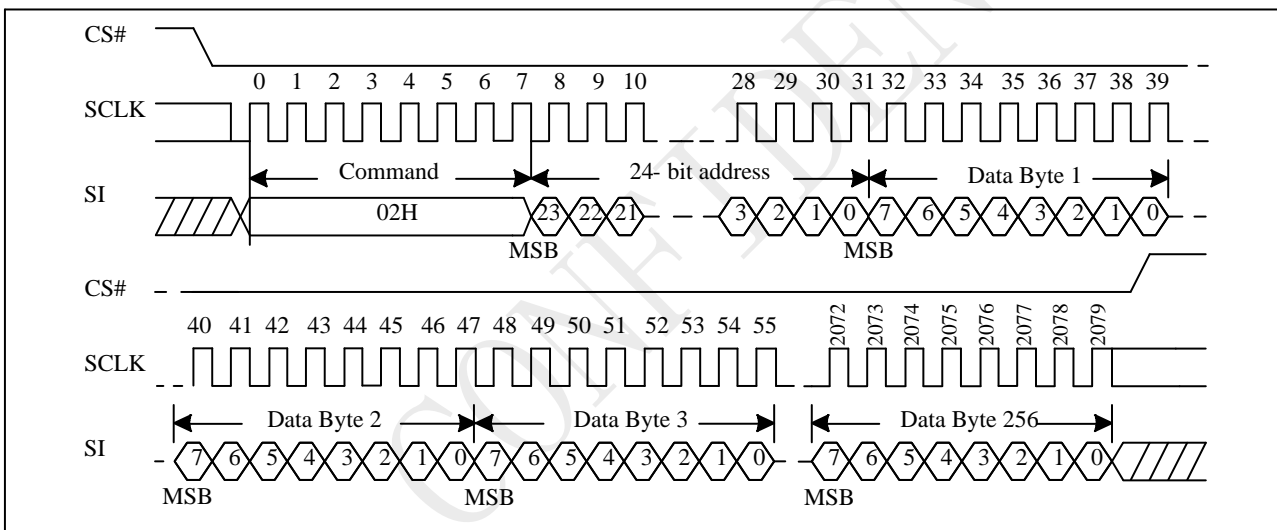 CS#
0 1 2 3 4 5 6 7 8 9 10 28 29 30 31 32 33 34 35 36 37 38 39
SCLK
Command 24- bit address Data Byte 1
SI
02H 23 22 21 3 2 1 0 7 6 5 4 3 2 1 0
MSB MSB
CS#
40 41 42 43 44 45 46 47 48 49 50 51 52 53 54 55 2072 2073 2074 2075 2076 2077 2078 2079
SCLK
Data Byte 2 Data Byte 3 Data Byte 256
SI
7 6 5 4 3 2 1 0 7 6 5 4 3 2 1 0 7 6 5 4 3 2 1 0
MSB MSB MSB
CONFIDEN